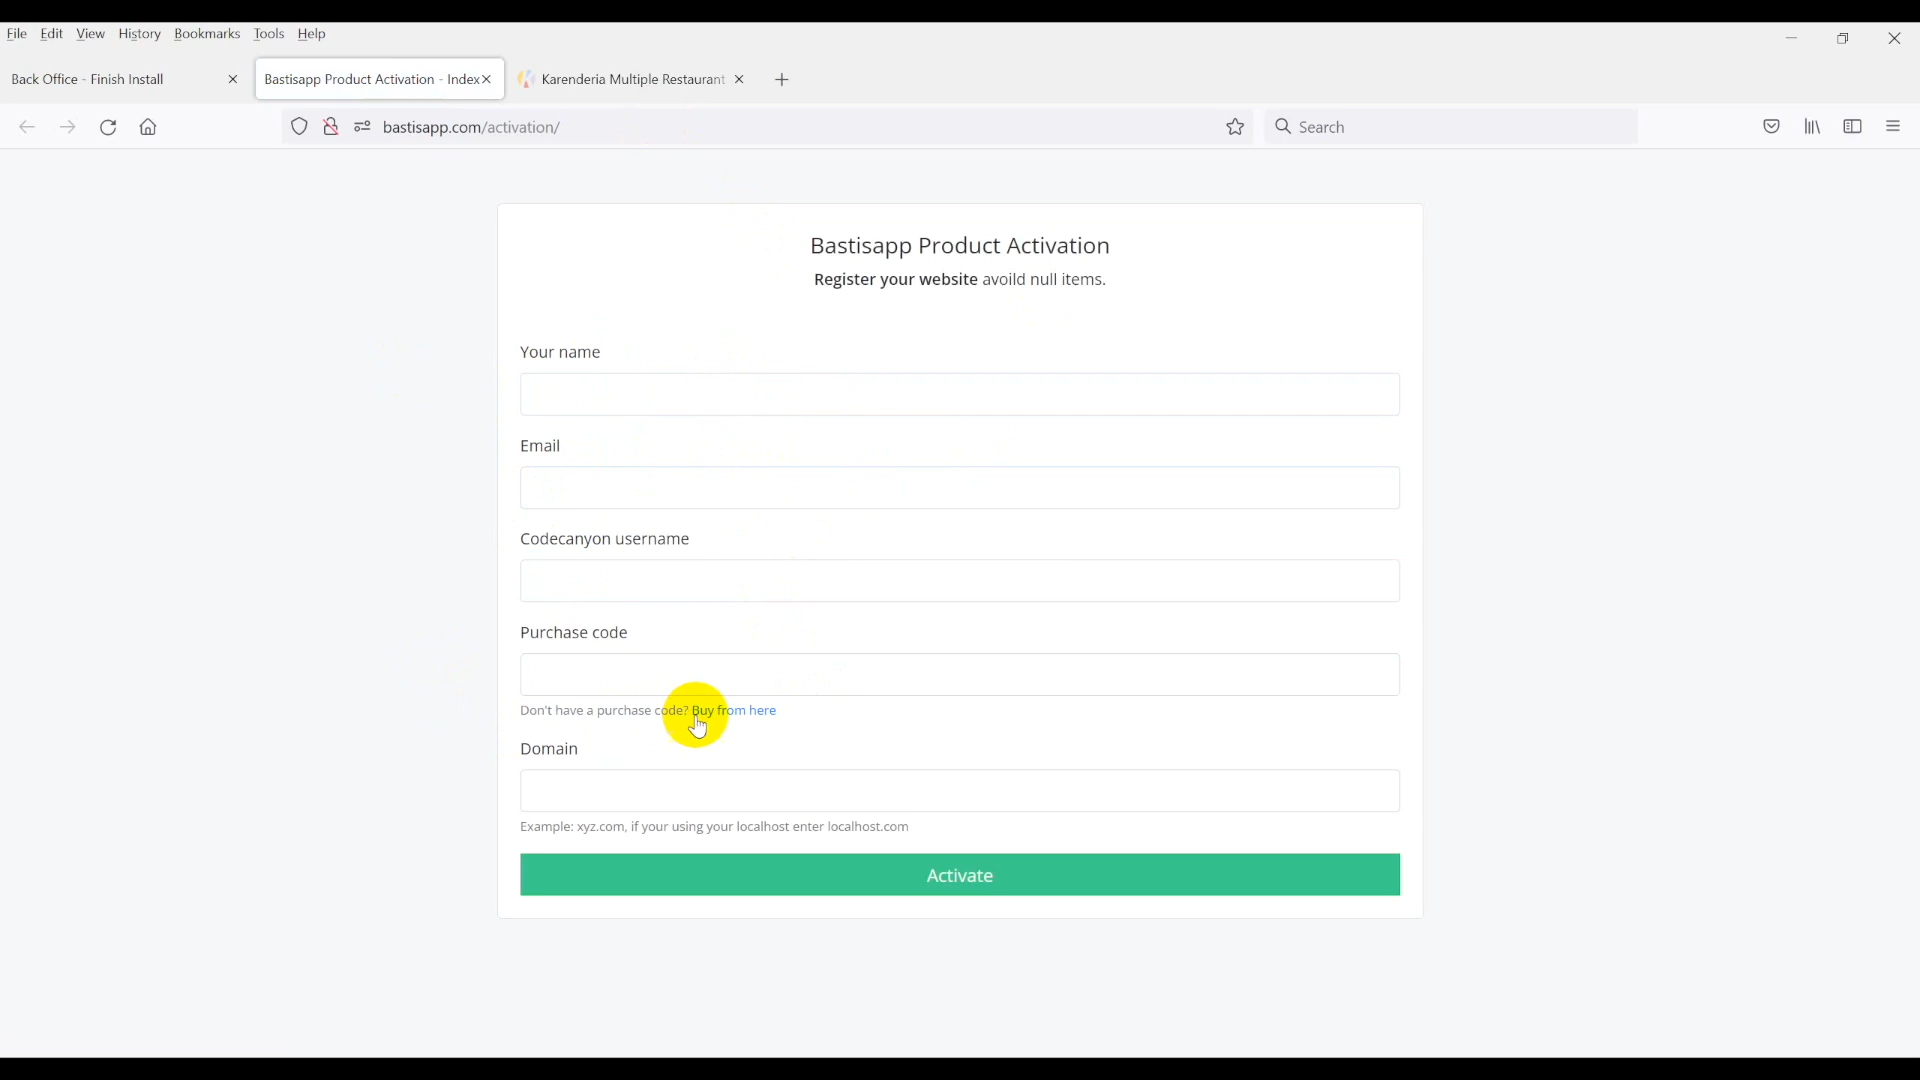 File Edit View History Bookmarks Tools Help
Back Office - Finish Install
Bastisapp Product Activation - Index
Karenderia Multiple Restaurant
bastisapp.com/activation/
Search
Bastisapp Product Activation
Register your website avoild null items.
Your name
Email
Codecanyon username
Purchase code
Don't have a purchase code? Buy from here
Domain
Example: xyz.com, if your using your localhost enter localhost.com
Activate